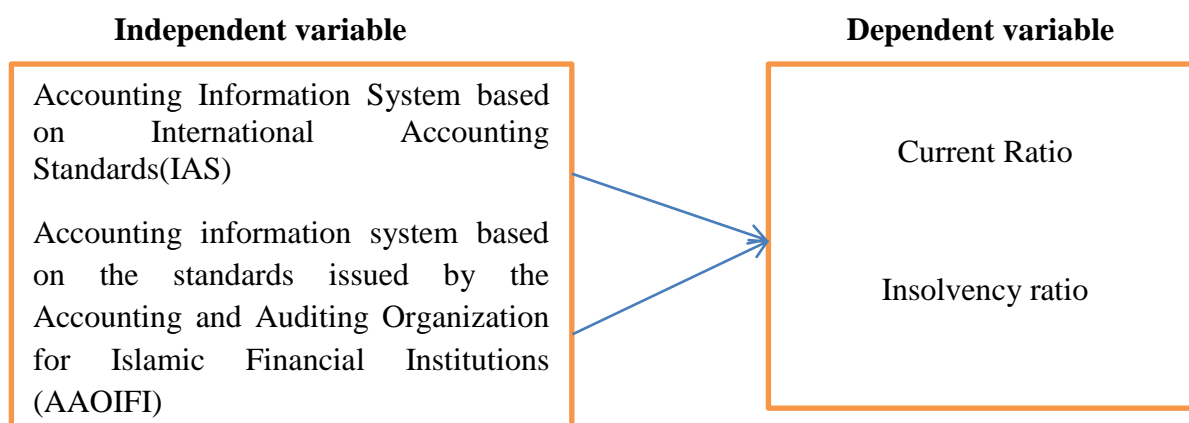 Independent variable
Dependent variable
Accounting Information System based
on International Accounting
Standards(IAS)
Accounting information system based
on the standards issued by the
Accounting and Auditing Organization
for Islamic Financial Institutions
(AAOIFI)
Current Ratio
Insolvency ratio